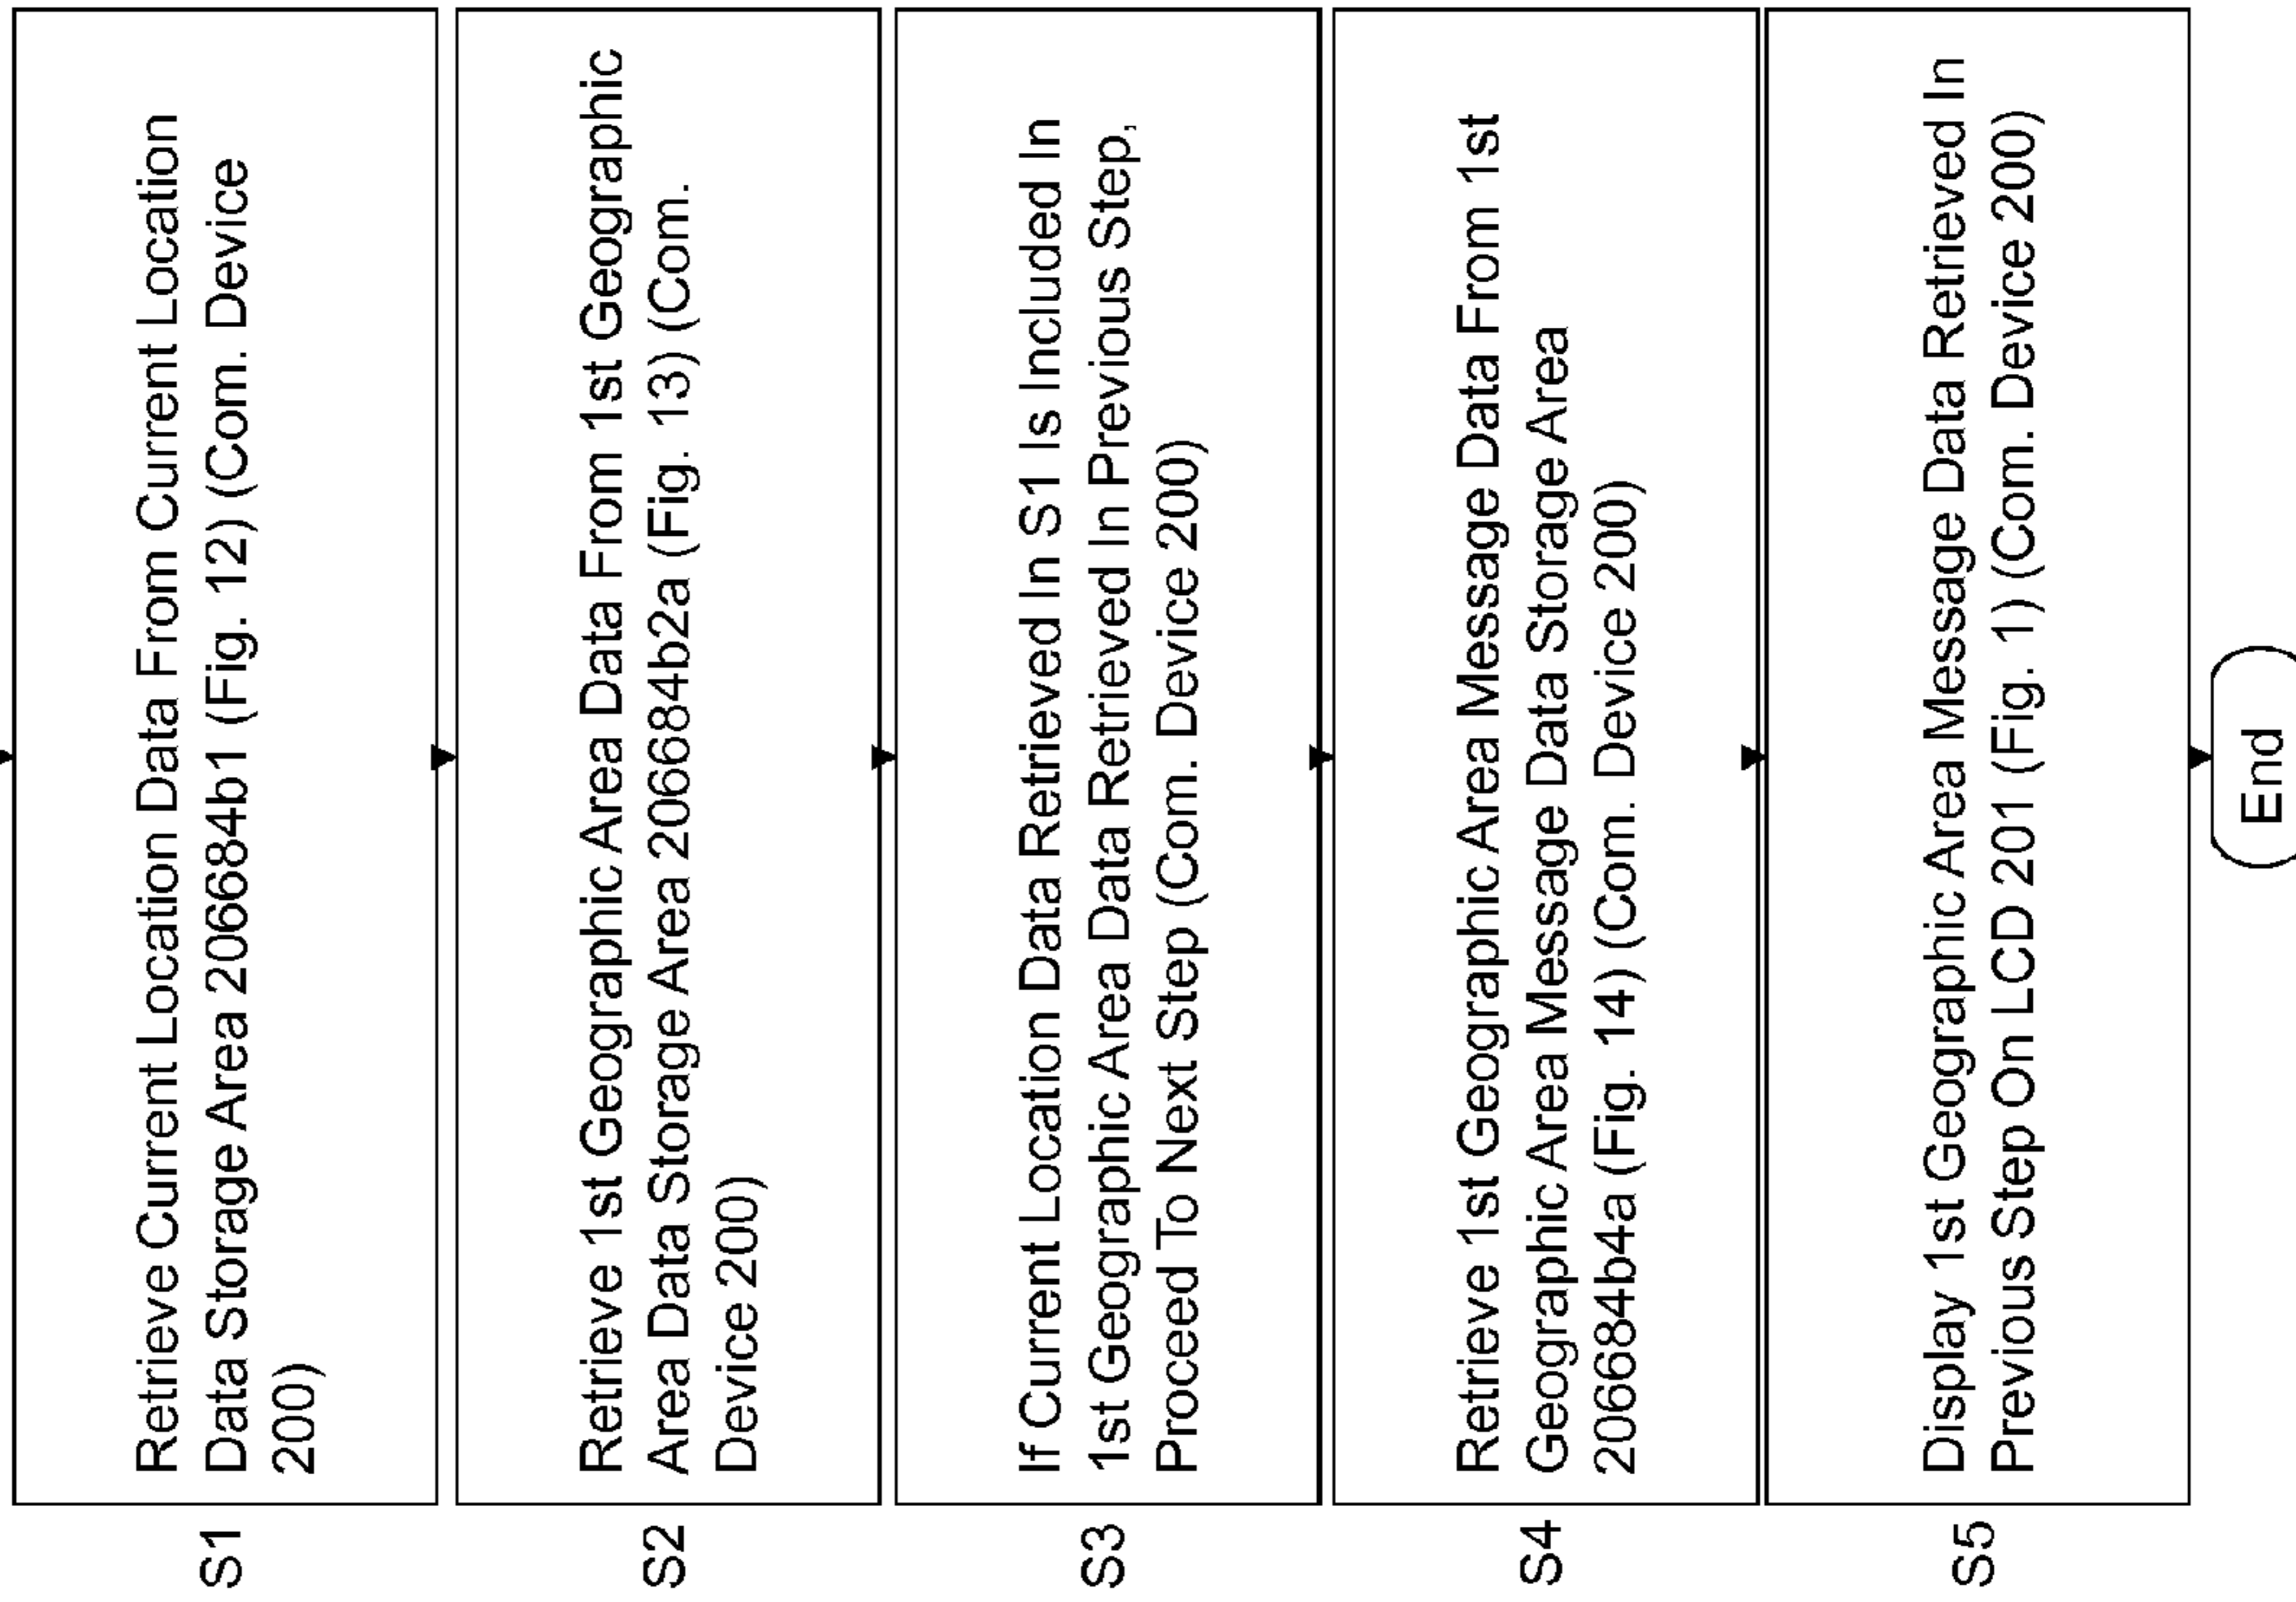 S1
Retrieve Current Location Data From Current Location
Data Storage Area 206684b1 (Fig. 12) (Com. Device
200)
S2
Retrieve 1st Geographic Area Data From 1st Geographic
Area Data Storage Area 206684b2a (Fig. 13) (Com.
Device 200)
S3
If Current Location Data Retrieved In S1 Is Included In
1st Geographic Area Data Retrieved In Previous Step,
Proceed To Next Step (Com. Device 200)
S4
Retrieve 1st Geographic Area Message Data From 1st
Geographic Area Message Data Storage Area
206684b4a (Fig. 14) (Com. Device 200)
S5
Display 1st Geographic Area Message Data Retrieved In
Previous Step On LCD 201 (Fig. 1) (Com. Device 200)
End